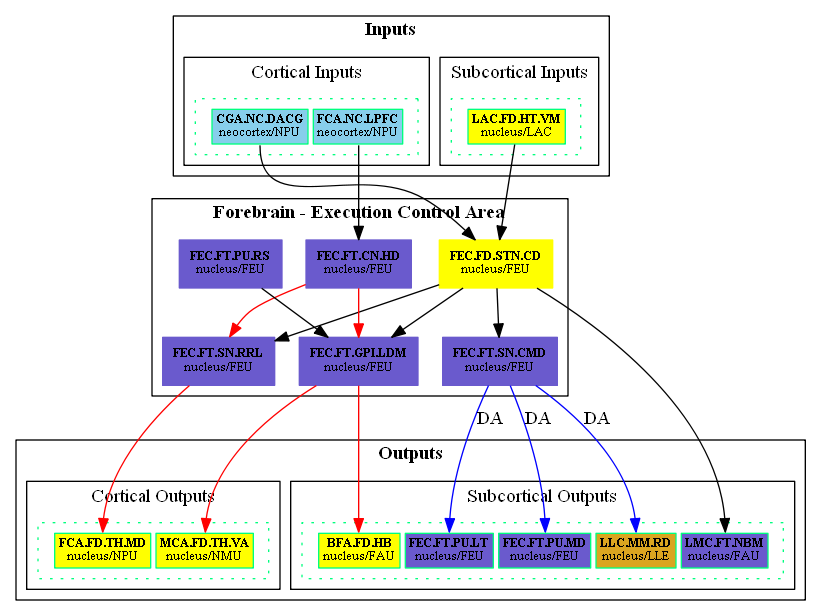 Inputs
Cortical Inputs
Subcortical Inputs
CGA.NC.DACG
neocortex/NPU
FCA.NC.LPFC
neocortex/NPU
LAC.FD.HT.VM
nucleus/LAC
Forebrain - Execution Control Area
FEC.FT.PU.RS
nucleus/FEU
FEC.FT.CN.HD
nucleus/FEU
FEC.FD.STN.CD
nucleus/FEU
FEC.FT.SN.RRL
nucleus/FEU
FEC.FT.GPI.LDM
nucleus/FEU
FEC.FT.SN.CMD
nucleus/FEU
DA
DA
DA
Outputs
Cortical Outputs
Subcortical Outputs
FCA.FD.TH.MD
nucleus/NPU
MCA.FD.TH.VA
nucleus/NMU
BFA.FD.HB
nucleus/FAU
FEC.FT.PU.LT
nucleus/FEU
FEC.FT.PU.MD
nucleus/FEU
LLC.MM.RD
nucleus/LLE
LMC.FT.NBM
nucleus/FAU